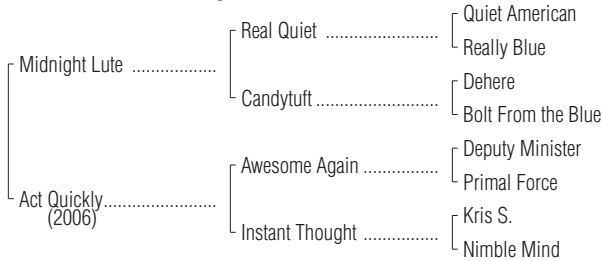 Quiet American
Real Quiet ........................
Really Blue
Midnight Lute ..................
Dehere
Candytuft..........................
Bolt From the Blue
Deputy Minister
Awesome Again ................
Primal Force
Act Quickly........................
(2006)
Kris S.
Instant Thought ................
Nimble Mind